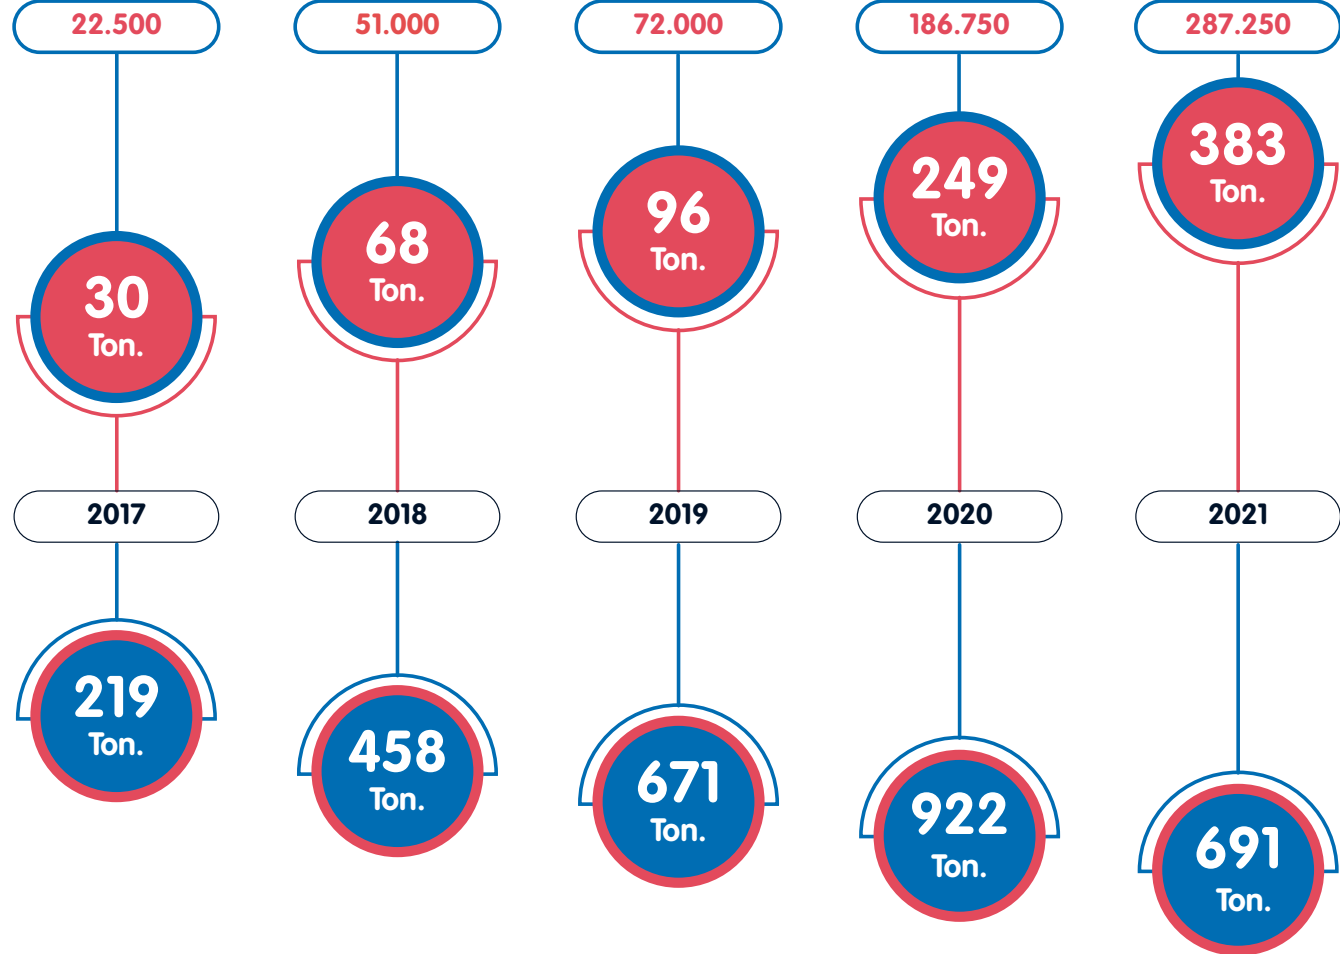 22.500 51.000 72.000 186.750 287.250
383
Ton.
249
Ton.
96
Ton.
68
Ton.
30
Ton.
2017 2018 2019 2020 2021
219
Ton.
458
Ton.
671
Ton.
922
Ton.
691
Ton.